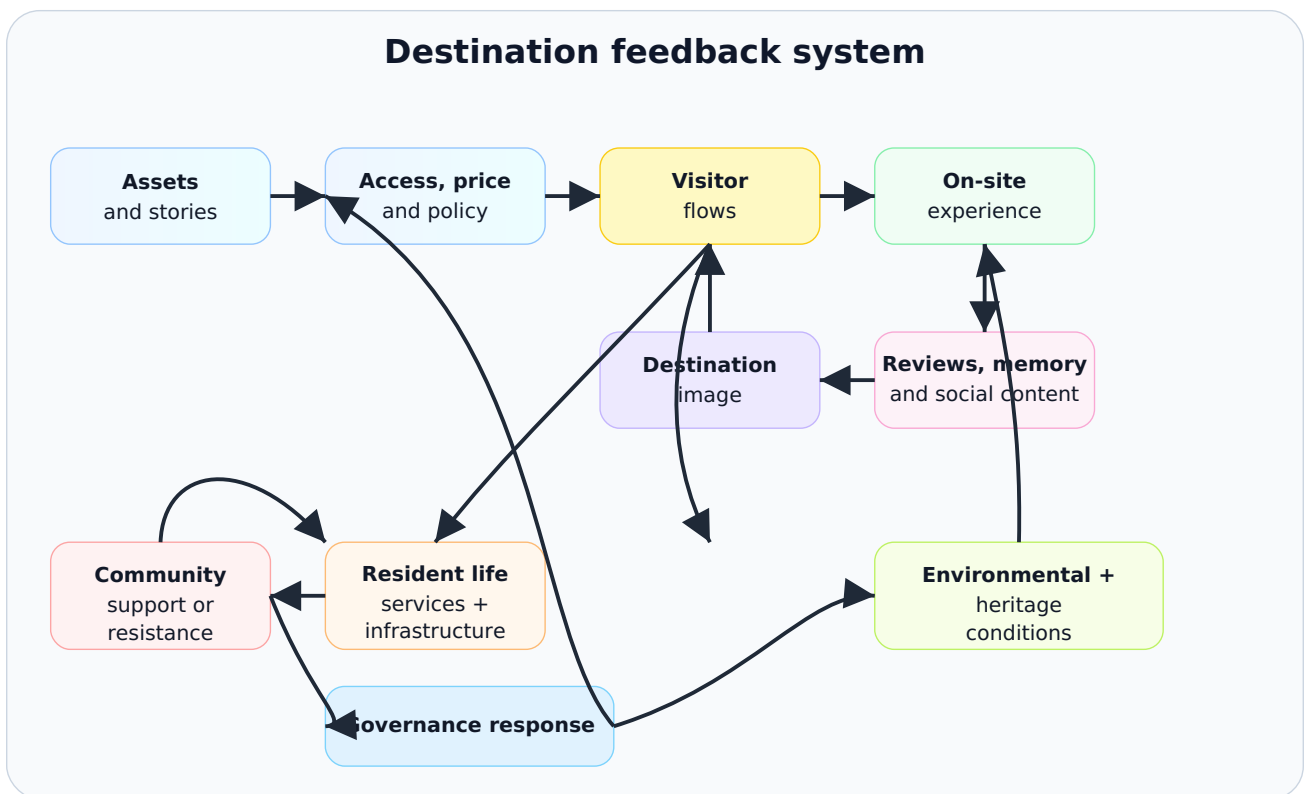 Destination feedback system
Assets
and stories
Access, price
and policy
Visitor
flows
On-site
experience
Destination
image
Reviews, memory
and social content
Community
support or
resistance
Resident life
services +
infrastructure
Environmental +
heritage
conditions
Governance response